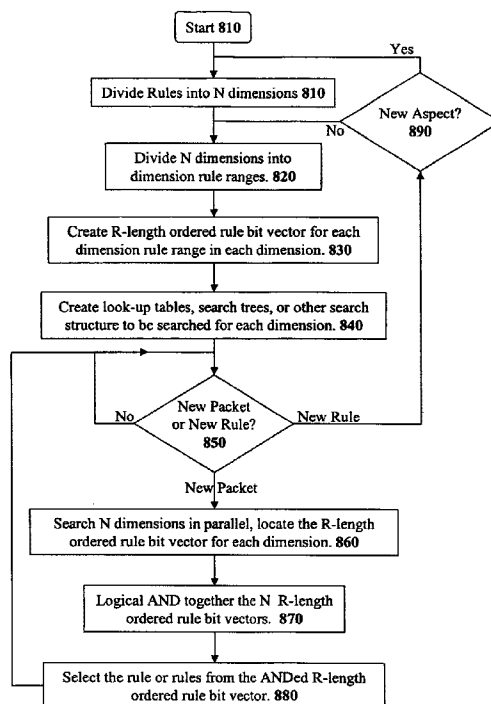 Start 810
Yes
Divide Rules into N dimensions 810
New Aspect?
890
No
Divide N dimensions into
dimension rule ranges. 820
Create R-length ordered rule bit vector for each
dimension rule range in each dimension. 830
Create look-up tables, search trees, or other search
structure to be searched for each dimension. 840
New Packet
or New Rule?
850
No
New Rule
New Packet
Search N dimensions in parallel, locate the R-length
ordered rule bit vector for each dimension. 860
Logical AND together the N R-length
ordered rule bit vectors. 870
Select the rule or rules from the ANDed R-length
ordered rule bit vector. 880